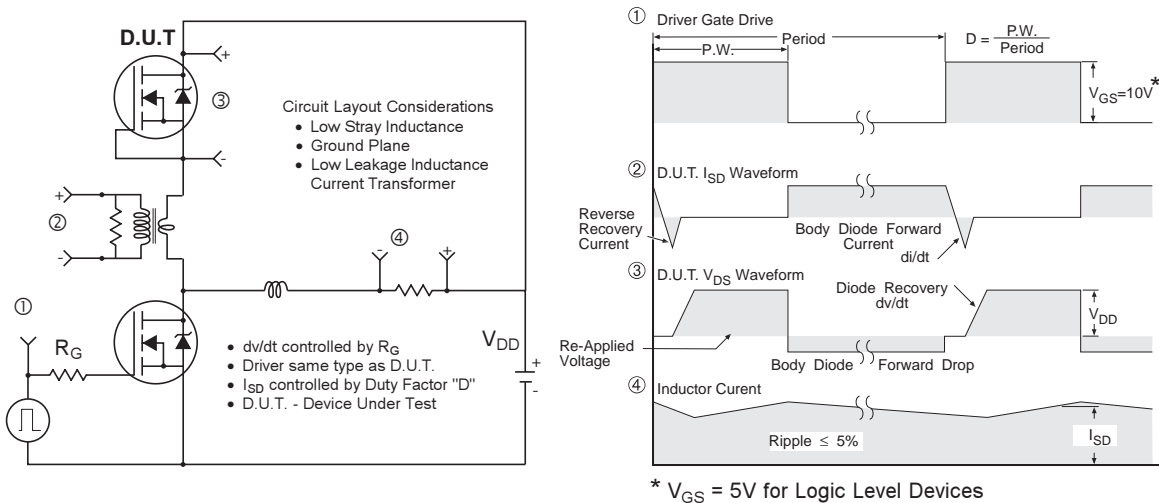 D.U.T
+
③
-
Circuit Layout Considerations
• Low Stray Inductance
• Ground Plane
• Low Leakage Inductance
Current Transformer
+
②
-
④
-
+
①
R_G
V_DD
+
-
• dv/dt controlled by R_G
• Driver same type as D.U.T.
• I_SD controlled by Duty Factor "D"
• D.U.T. - Device Under Test
① Driver Gate Drive
P.W.
Period
D = P.W. / Period
V_GS=10V *
② D.U.T. I_SD Waveform
Reverse
Recovery
Current
Body Diode Forward
Current
di/dt
③ D.U.T. V_DS Waveform
Diode Recovery
dv/dt
V_DD
Re-Applied
Voltage
Body Diode Forward Drop
④ Inductor Curent
Ripple ≤ 5%
I_SD
* V_GS = 5V for Logic Level Devices